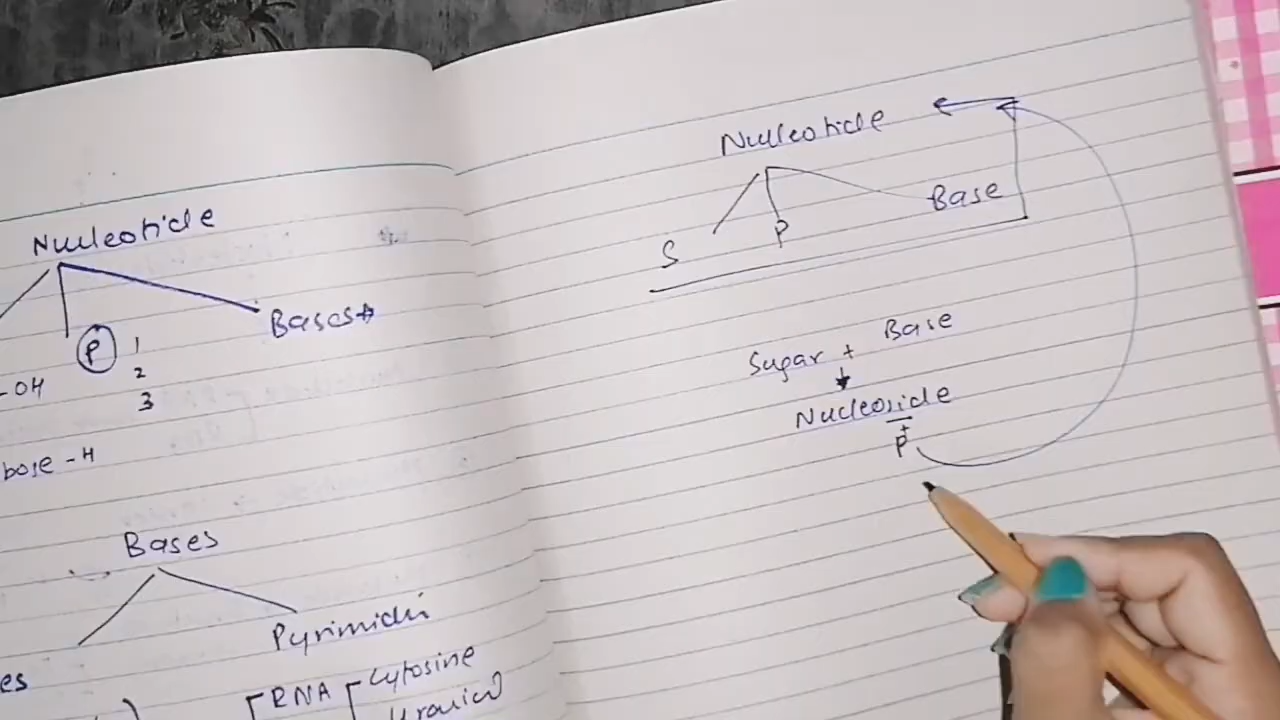 Nucleotide
P 1
2
3
Bases
-OH
bose - H
Bases
es
Pyrimidi
RNA
Cytosine
Nucleotide
S
P
Base
Sugar + Base
Nucleoside
+
P